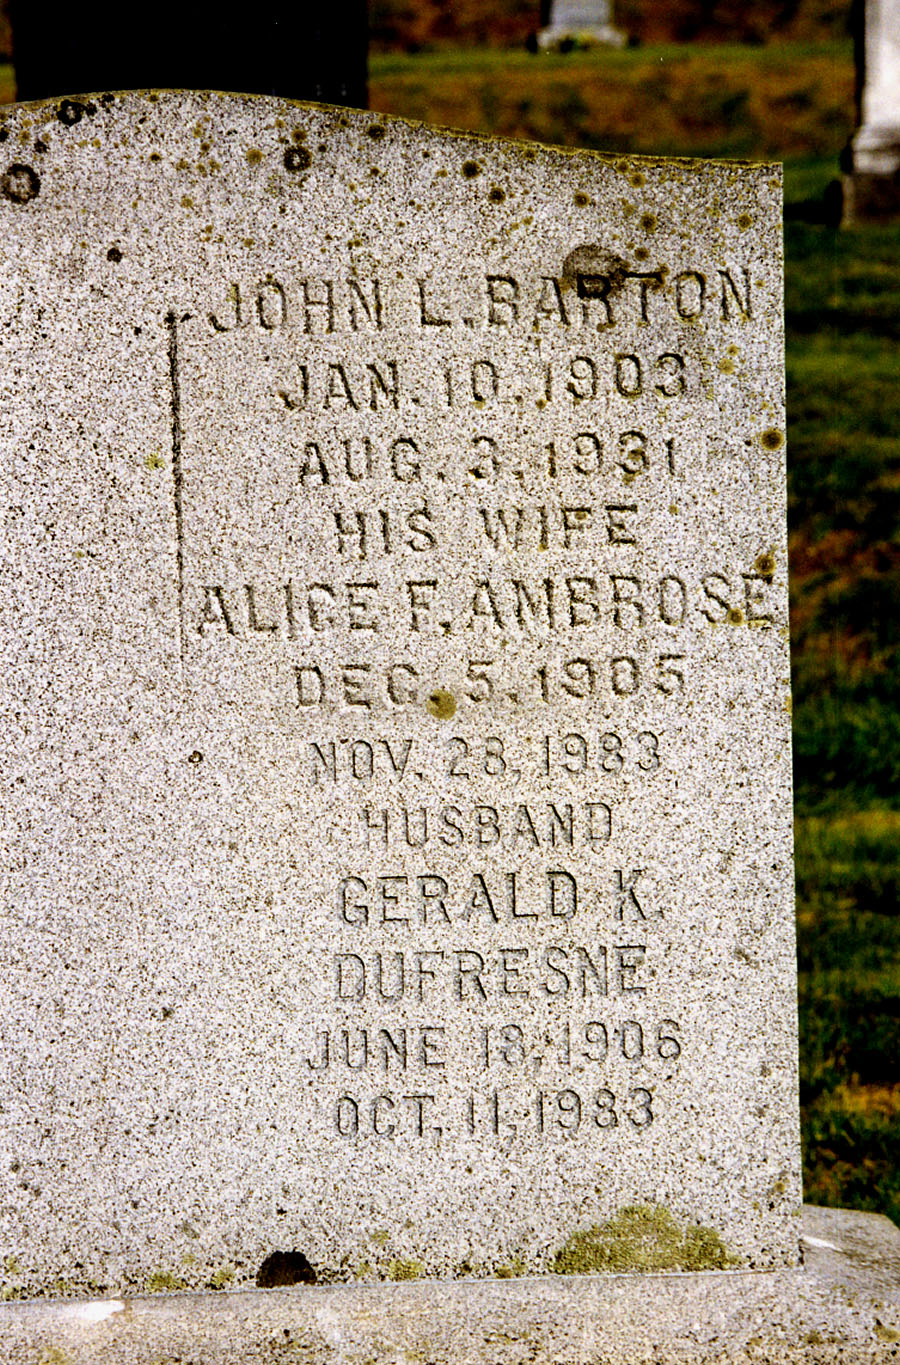 JOHN L. BARTON
JAN. 10, 1903
AUG. 3, 1931
HIS WIFE
ALICE F. AMBROSE
DEC. 5, 1905
NOV. 28, 1983
HUSBAND
GERALD K.
DUFRESNE
JUNE 18, 1906
OCT. 11, 1983